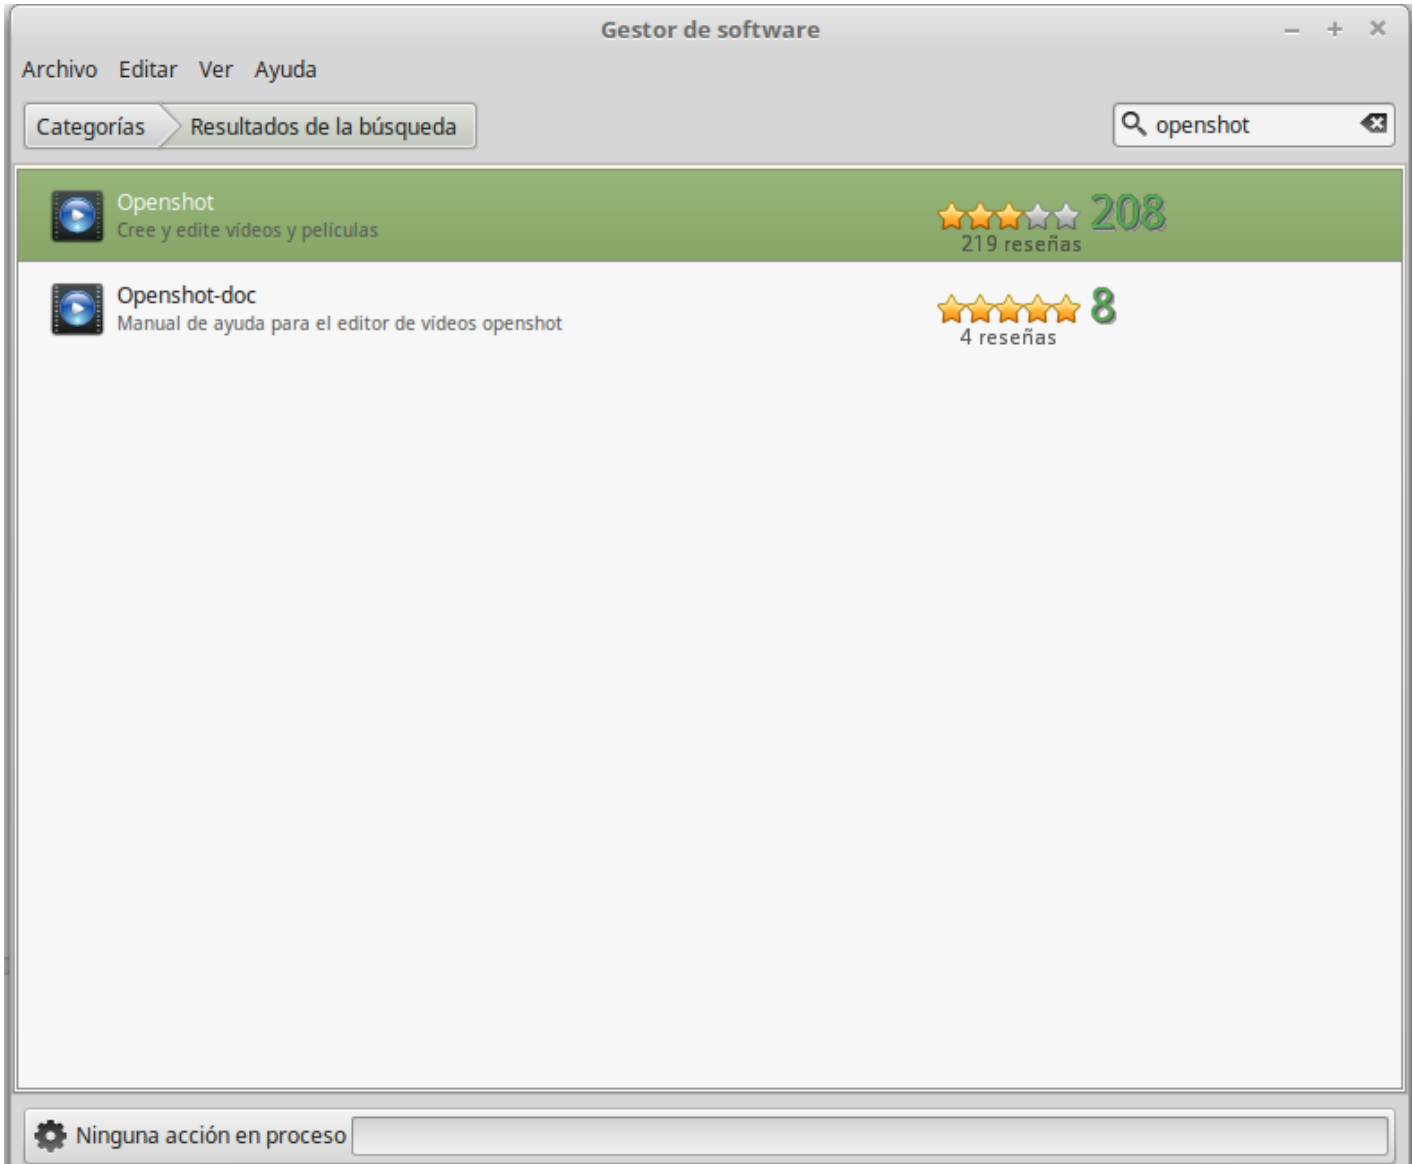 Gestor de software
Archivo Editar Ver Ayuda
Categorías Resultados de la búsqueda openshot
Openshot
Cree y edite vídeos y películas
208
219 reseñas
Openshot-doc
Manual de ayuda para el editor de vídeos openshot
8
4 reseñas
Ninguna acción en proceso